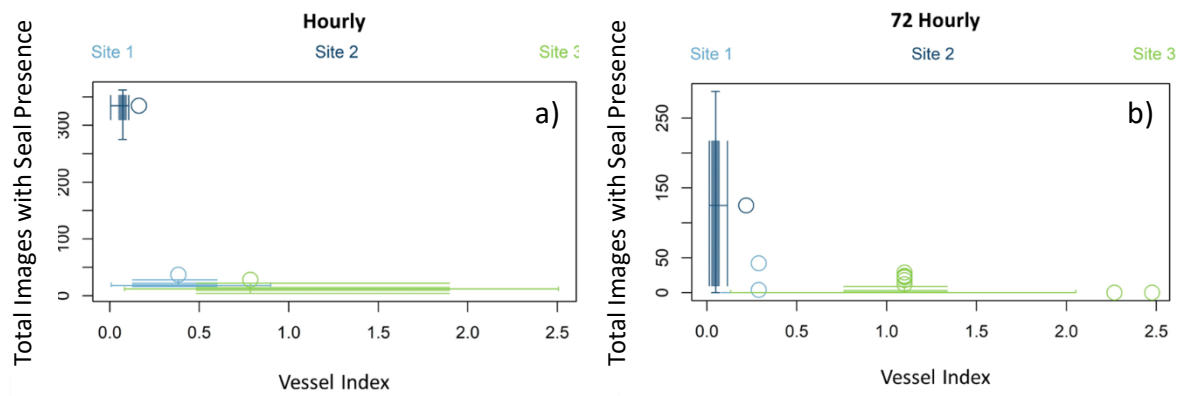 Hourly
Site 1 Site 2 Site 3
Total Images with Seal Presence
a)
300
200
100
0
0.0 0.5 1.0 1.5 2.0 2.5
Vessel Index
72 Hourly
Site 1 Site 2 Site 3
Total Images with Seal Presence
b)
250
150
50
0
0.0 0.5 1.0 1.5 2.0 2.5
Vessel Index